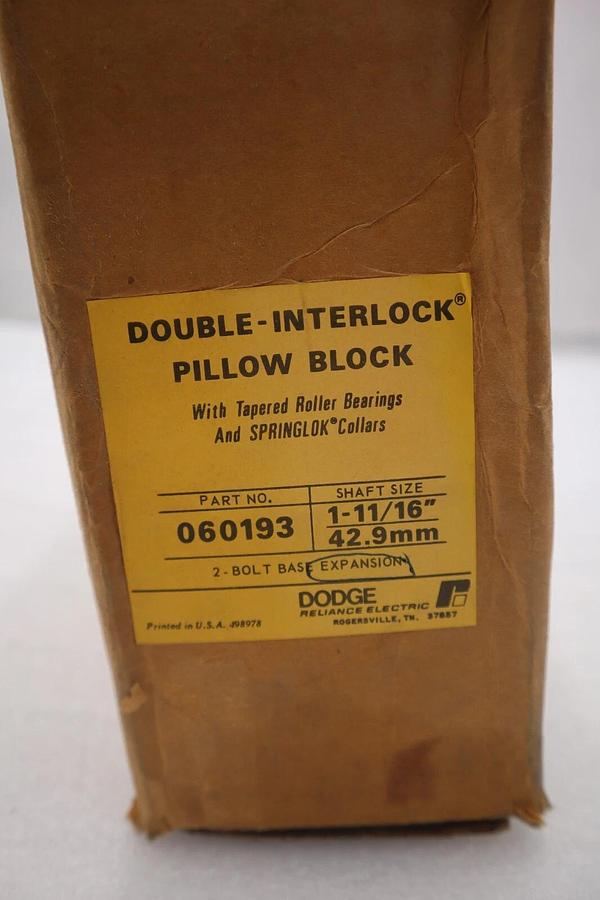 DOUBLE-INTERLOCK®
PILLOW BLOCK
With Tapered Roller Bearings
And SPRINGLOK® Collars
PART NO. SHAFT SIZE
060193 1-11/16"
42.9mm
2-BOLT BASE EXPANSION
DODGE
RELIANCE ELECTRIC
Printed in U.S.A. 498978 ROGERSVILLE, TN. 37857